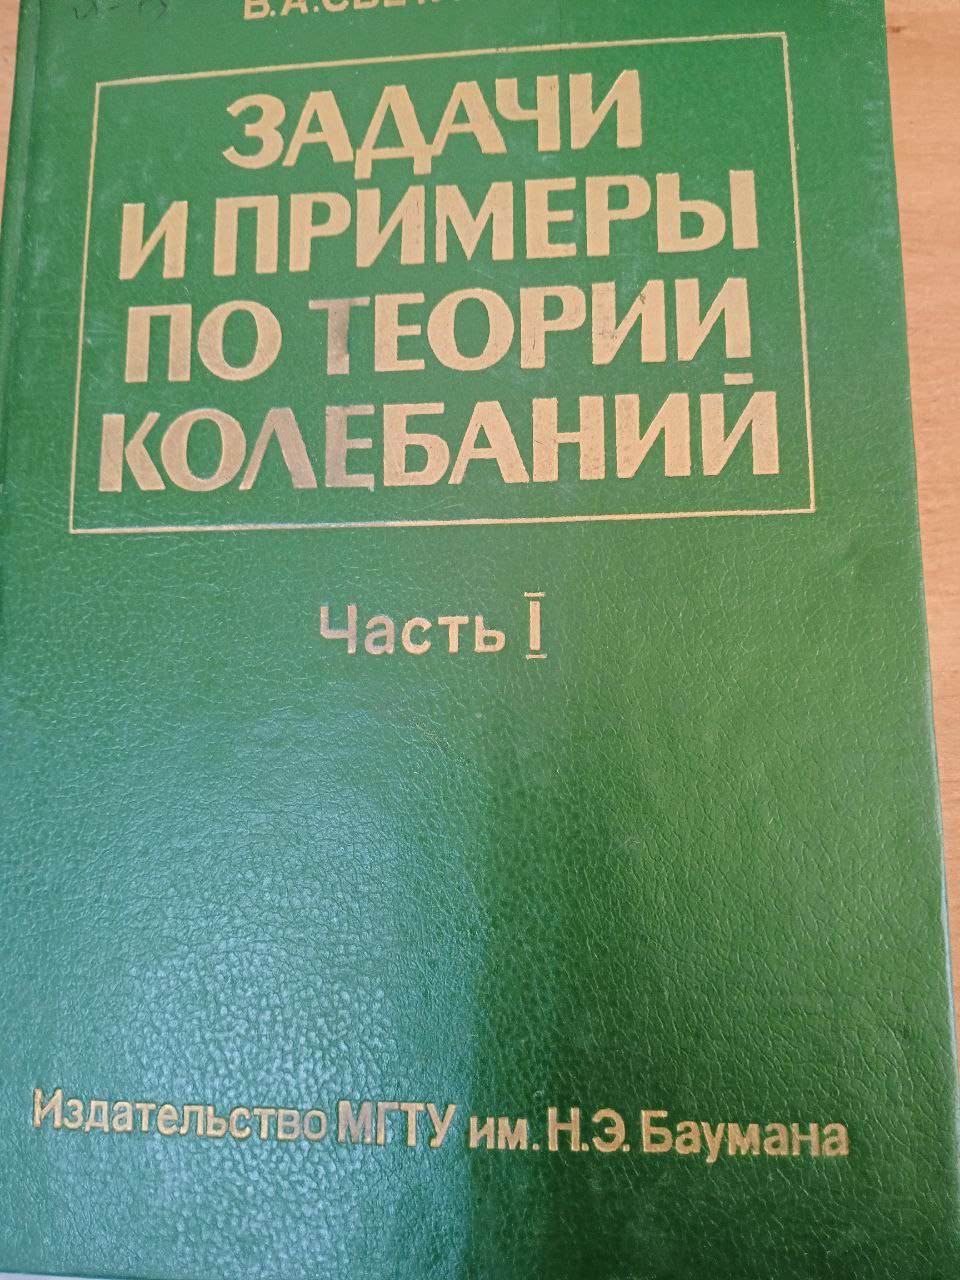 В.А.
ЗАДАЧИ
И ПРИМЕРЫ
ПО ТЕОРИИ
КОЛЕБАНИЙ
Часть I
Издательство МГТУ им. Н.Э. Баумана